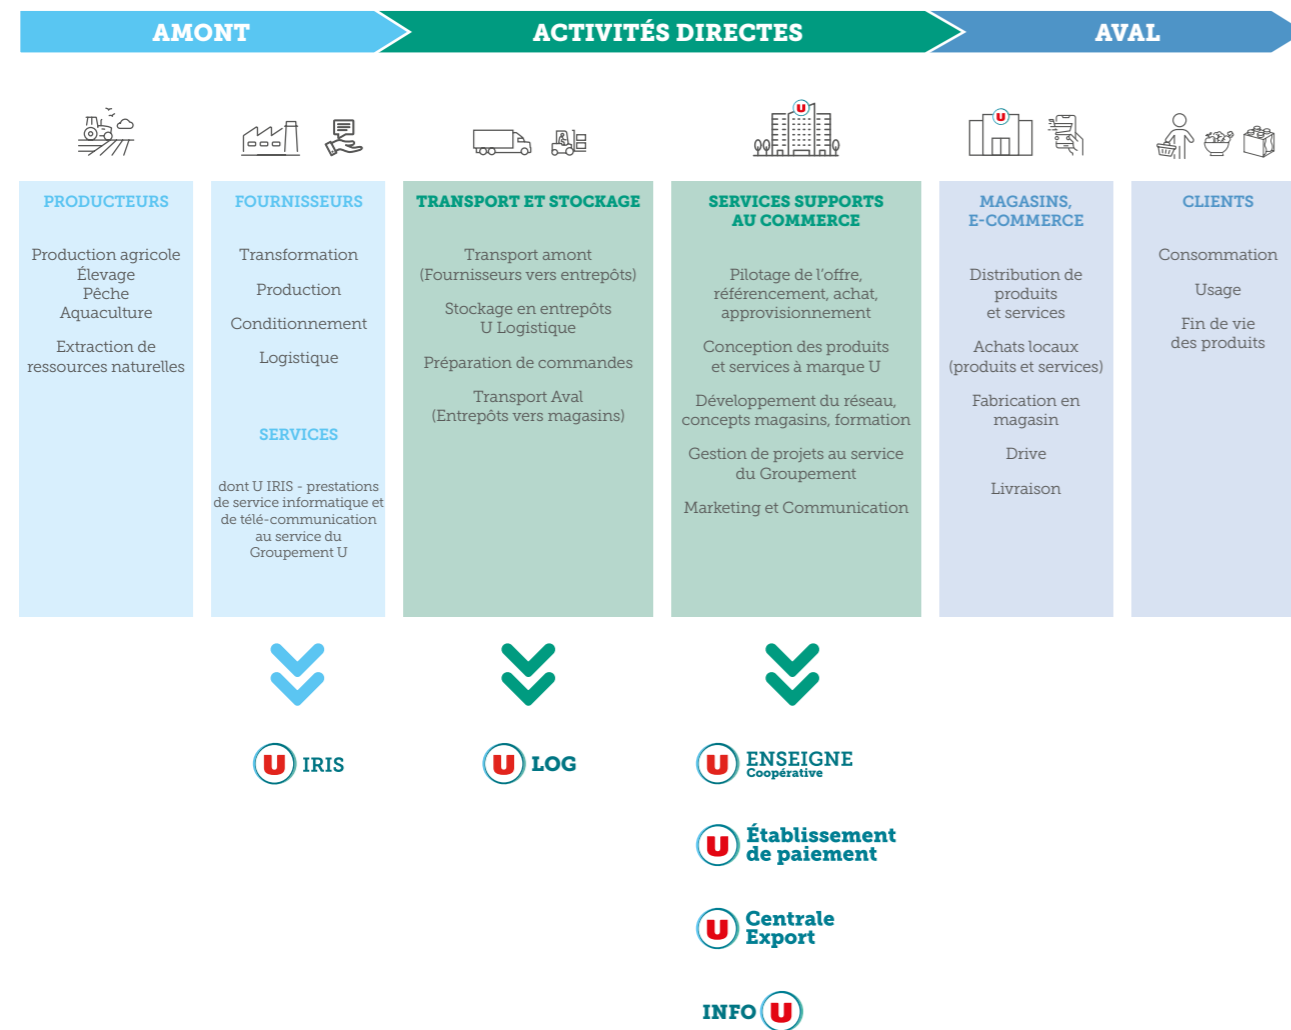 AMONT
ACTIVITÉS DIRECTES
AVAL
U
U
PRODUCTEURS
Production agricole
Élevage
Pêche
Aquaculture
Extraction de
ressources naturelles
FOURNISSEURS
Transformation
Production
Conditionnement
Logistique
SERVICES
dont U IRIS - prestations
de service informatique et
de télé-communication
au service du
Groupement U
TRANSPORT ET STOCKAGE
Transport amont
(Fournisseurs vers entrepôts)
Stockage en entrepôts
U Logistique
Préparation de commandes
Transport Aval
(Entrepôts vers magasins)
SERVICES SUPPORTS
AU COMMERCE
Pilotage de l’offre,
référencement, achat,
approvisionnement
Conception des produits
et services à marque U
Développement du réseau,
concepts magasins, formation
Gestion de projets au service
du Groupement
Marketing et Communication
MAGASINS,
E-COMMERCE
Distribution de
produits
et services
Achats locaux
(produits et services)
Fabrication en
magasin
Drive
Livraison
CLIENTS
Consommation
Usage
Fin de vie
des produits
U IRIS
U LOG
U ENSEIGNE
Coopérative
U Établissement
de paiement
U Centrale
Export
INFO U